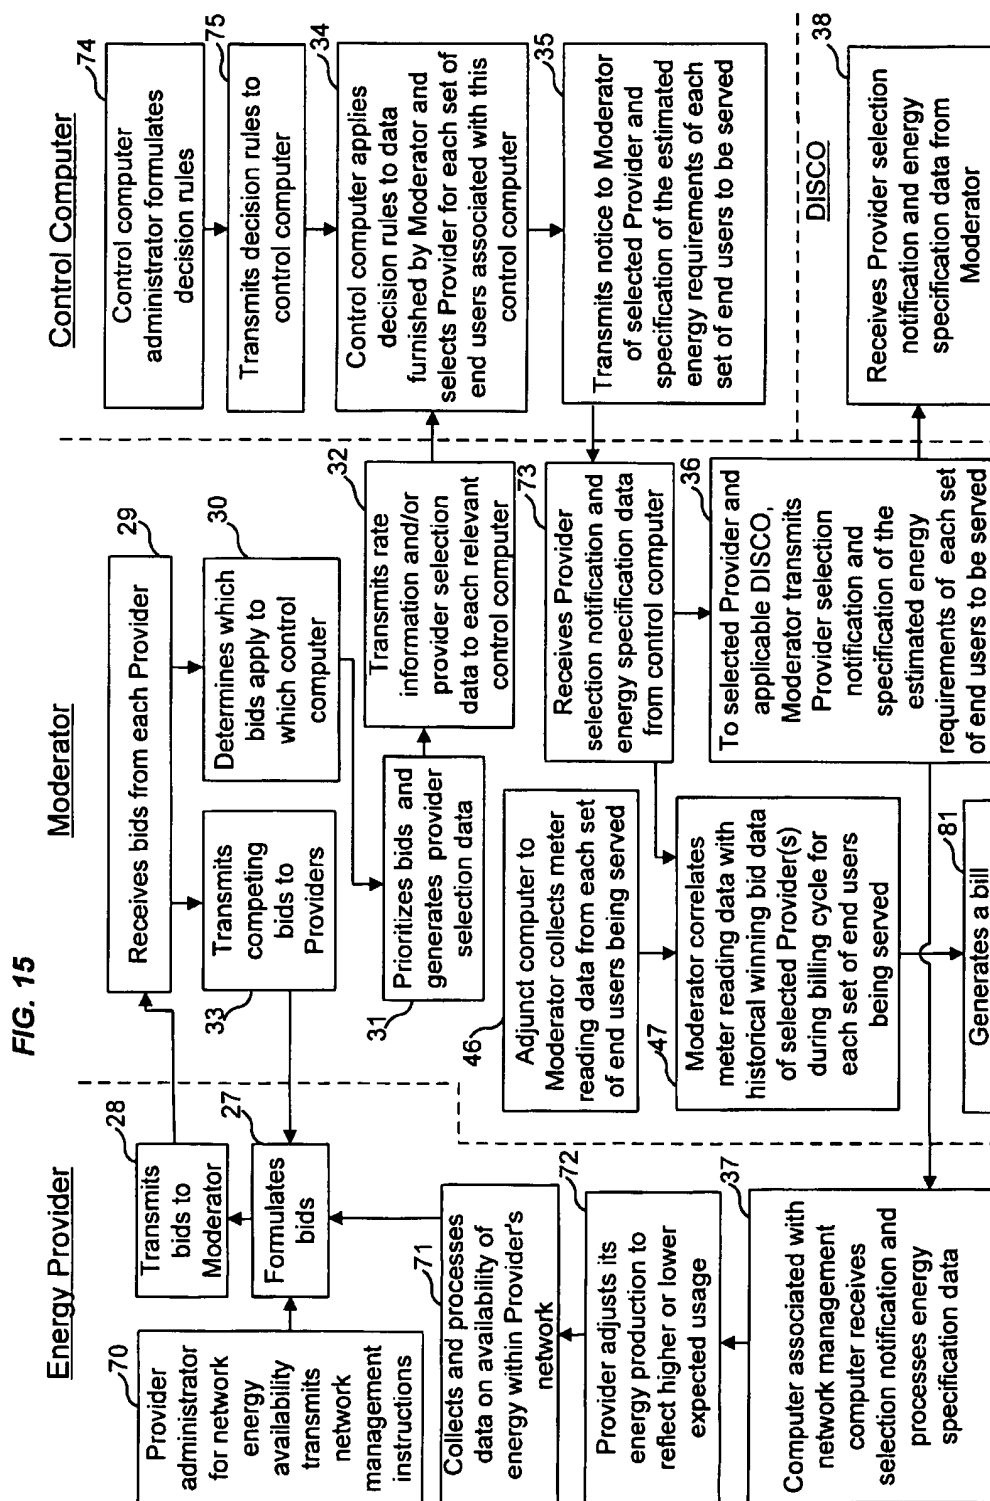 FIG. 15
Energy Provider
Moderator
Control Computer
70
Provider
administrator
for network
energy
availability
transmits
network
management
instructions
28
Transmits
bids to
Moderator
27
Formulates
bids
71
Collects and processes
data on availability of
energy within Provider's
network
72
Provider adjusts its
energy production to
reflect higher or lower
expected usage
37
Computer associated with
network management
computer receives
selection notification and
processes energy
specification data
29
Receives bids from each Provider
33
Transmits
competing
bids to
Providers
30
Determines which
bids apply to
which control
computer
31
Prioritizes bids and
generates provider
selection data
32
Transmits rate
information and/or
provider selection
data to each relevant
control computer
46
Adjunct computer to
Moderator collects meter
reading data from each set
of end users being served
73
Receives Provider
selection notification and
energy specification data
from control computer
47
Moderator correlates
meter reading data with
historical winning bid data
of selected Provider(s)
during billing cycle for
each set of end users
being served
36
To selected Provider and
applicable DISCO,
Moderator transmits
Provider selection
notification and
specification of the
estimated energy
requirements of each set
of end users to be served
81
Generates a bill
74
Control computer
administrator formulates
decision rules
75
Transmits decision rules to
control computer
34
Control computer applies
decision rules to data
furnished by Moderator and
selects Provider for each set of
end users associated with this
control computer
35
Transmits notice to Moderator
of selected Provider and
specification of the estimated
energy requirements of each
set of end users to be served
DISCO
38
Receives Provider selection
notification and energy
specification data from
Moderator